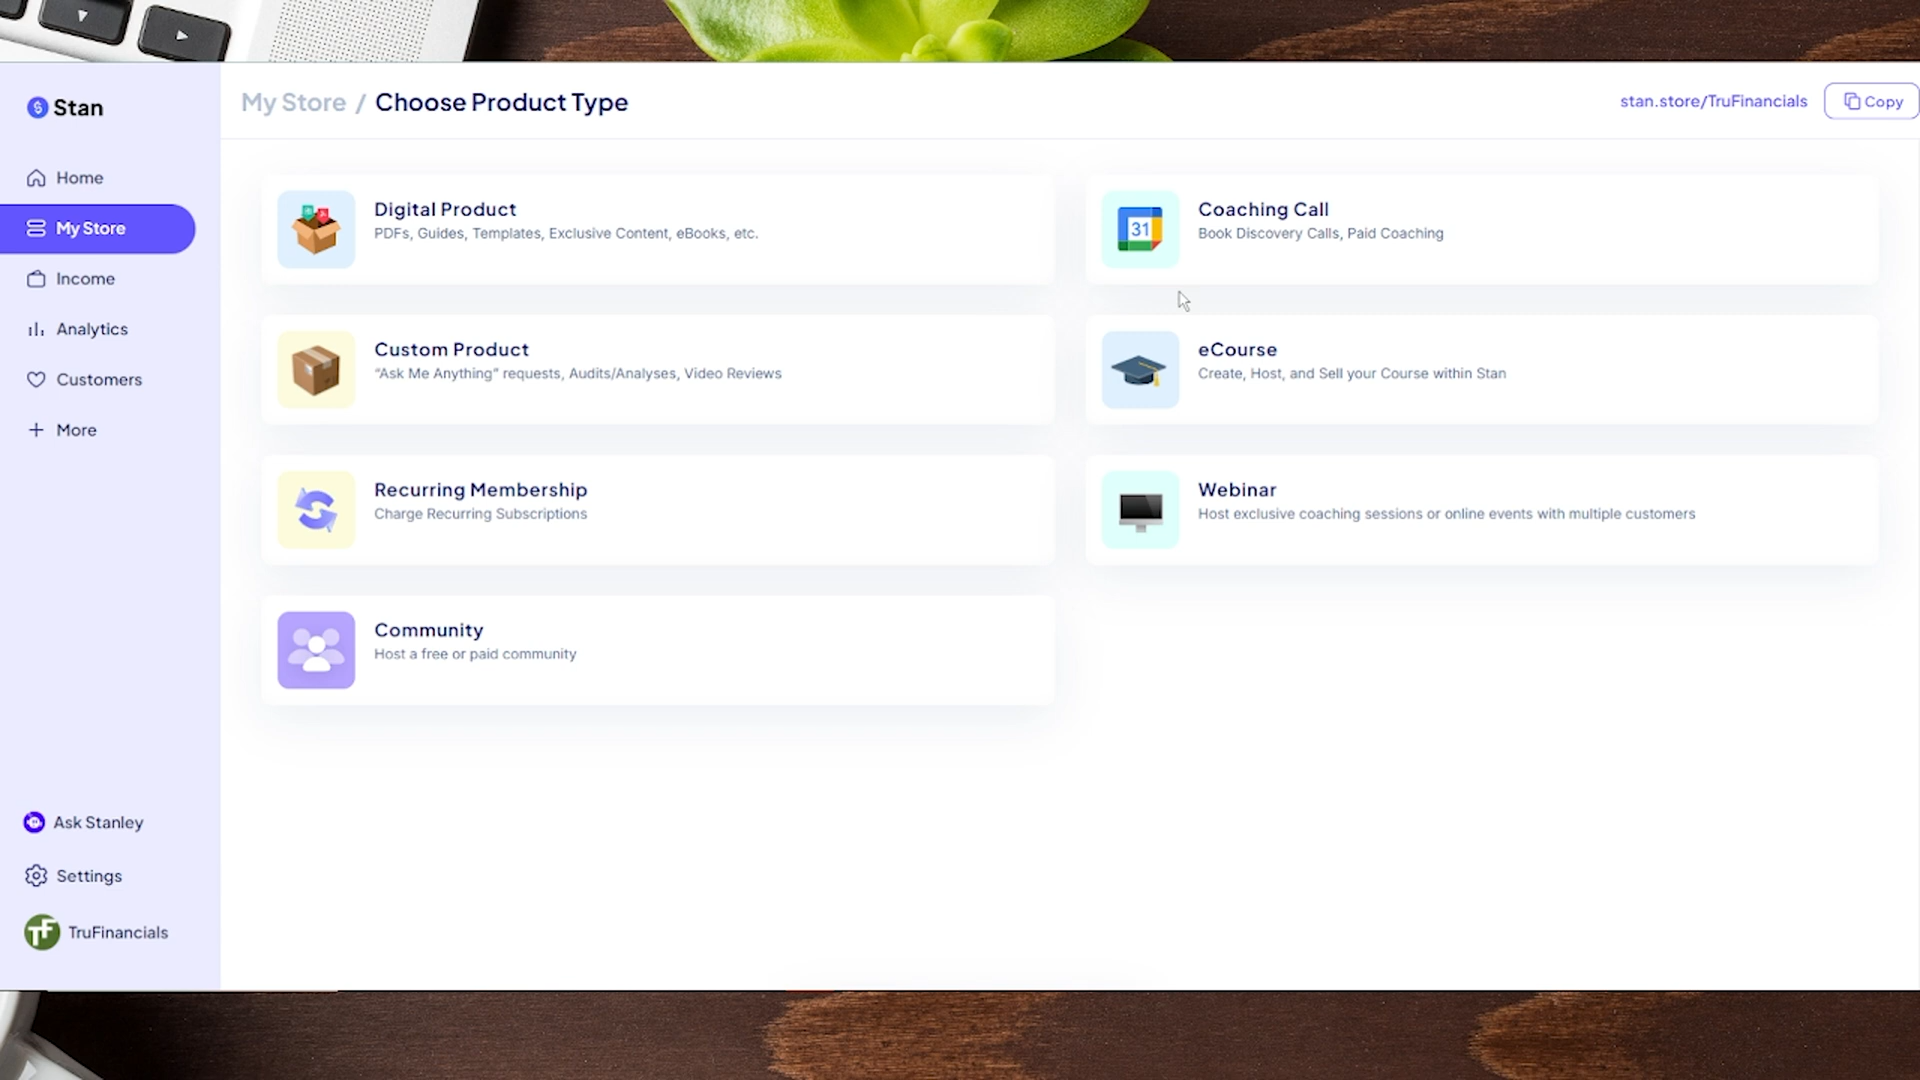 Stan
My Store / Choose Product Type
stan.store/TruFinancials
Copy
Home
My Store
Income
Analytics
Customers
More
Digital Product
PDFs, Guides, Templates, Exclusive Content, eBooks, etc.
Coaching Call
Book Discovery Calls, Paid Coaching
31
Custom Product
“Ask Me Anything” requests, Audits/Analyses, Video Reviews
eCourse
Create, Host, and Sell your Course within Stan
Recurring Membership
Charge Recurring Subscriptions
Webinar
Host exclusive coaching sessions or online events with multiple customers
Community
Host a free or paid community
Ask Stanley
Settings
TF
TruFinancials